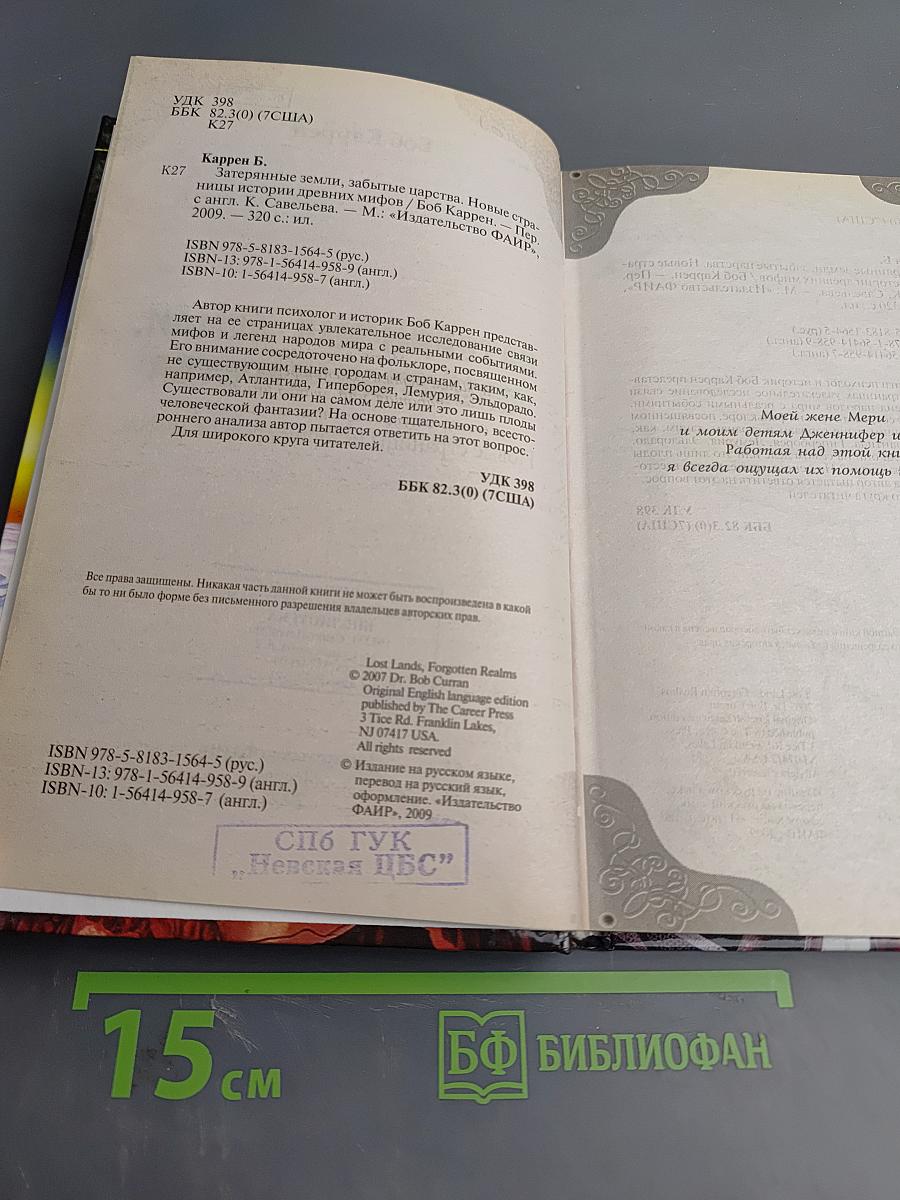 УДК 398
ББК 82.3(0) (7США)
К27
Каррен Б.
К27 Затерянные земли, забытые царства. Новые стра-
ницы истории древних мифов / Боб Каррен. — Пер.
с англ. К. Савельева. — М.: «Издательство ФАИР»,
2009. — 320 с.: ил.
ISBN 978-5-8183-1564-5 (рус.)
ISBN-13: 978-1-56414-958-9 (англ.)
ISBN-10: 1-56414-958-7 (англ.)
Автор книги психолог и историк Боб Каррен представ-
ляет на ее страницах увлекательное исследование связи
мифов и легенд народов мира с реальными событиями.
Его внимание сосредоточено на фольклоре, посвященном
не существующим ныне городам и странам, таким, как,
например, Атлантида, Гиперборея, Лемурия, Эльдорадо.
Существовали ли они на самом деле или это лишь плоды
человеческой фантазии? На основе тщательного, всесто-
роннего анализа автор пытается ответить на этот вопрос.
Для широкого круга читателей.
УДК 398
ББК 82.3(0) (7США)
Все права защищены. Никакая часть данной книги не может быть воспроизведена в какой
бы то ни было форме без письменного разрешения владельцев авторских прав.
Lost Lands, Forgotten Realms
© 2007 Dr. Bob Curran
Original English language edition
published by The Career Press
3 Tice Rd. Franklin Lakes,
NJ 07417 USA.
All rights reserved
ISBN 978-5-8183-1564-5 (рус.)
ISBN-13: 978-1-56414-958-9 (англ.)
ISBN-10: 1-56414-958-7 (англ.)
© Издание на русском языке,
перевод на русский язык,
оформление. «Издательство
ФАИР», 2009
СПб ГУК
„Невская ЦБС”
Моей жене Мери
и моим детям Дженнифер и
Работая над этой кни
я всегда ощущал их помощь
15 см
БФ БИБЛИОФАН